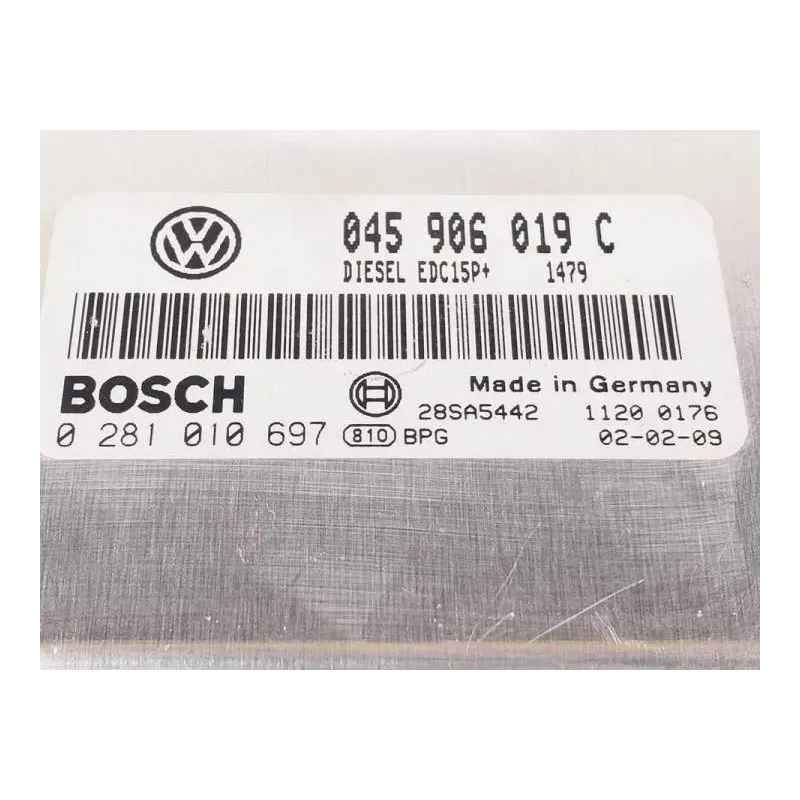 045 906 019 C
DIESEL EDC15P+ 1479
BOSCH Made in Germany
28SA5442 1120 0176
0 281 010 697 810 BPG 02-02-09